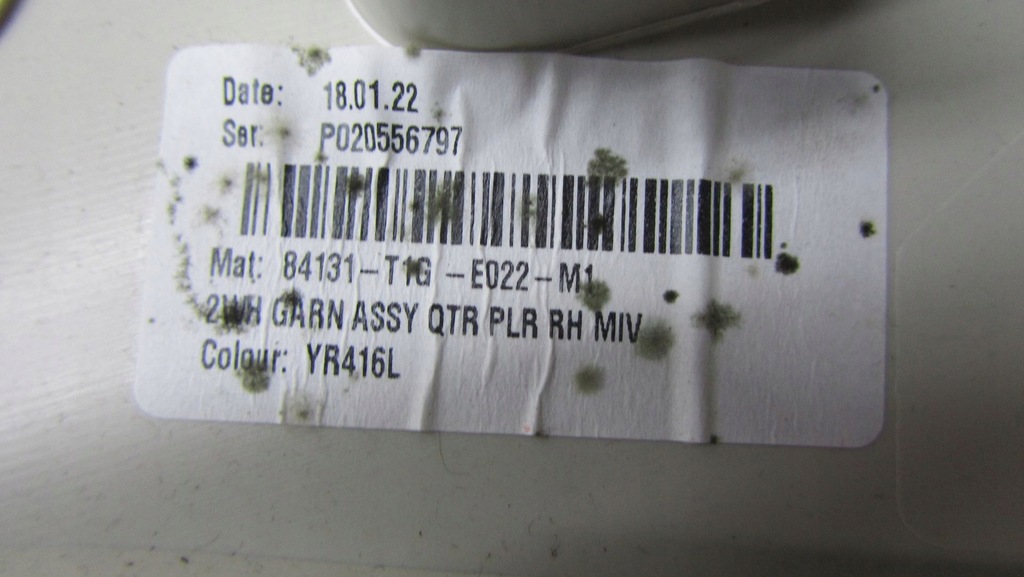 Date: 18.01.22
Ser: P020556797
Mat: 84131-T1G -E022-M1
2WH GARN ASSY QTR PLR RH MIV
Colour: YR416L